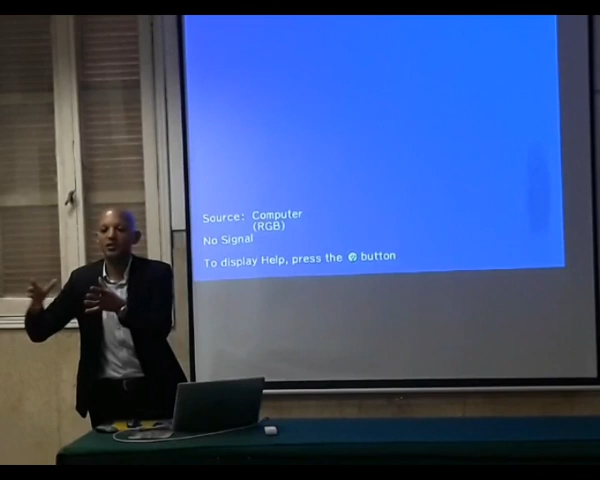 Source: Computer
(RGB)
No Signal
To display Help, press the button